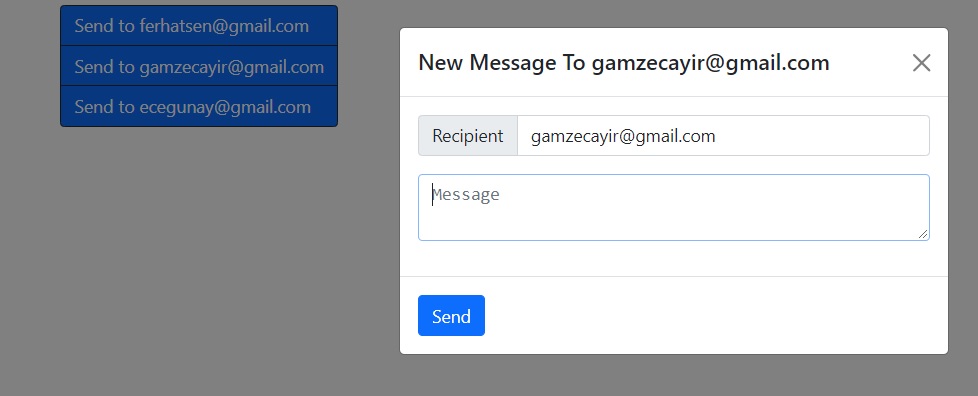 Send to ferhatsen@gmail.com
Send to gamzecayir@gmail.com
Send to ecegunay@gmail.com
New Message To gamzecayir@gmail.com
Recipient gamzecayir@gmail.com
Message
Send